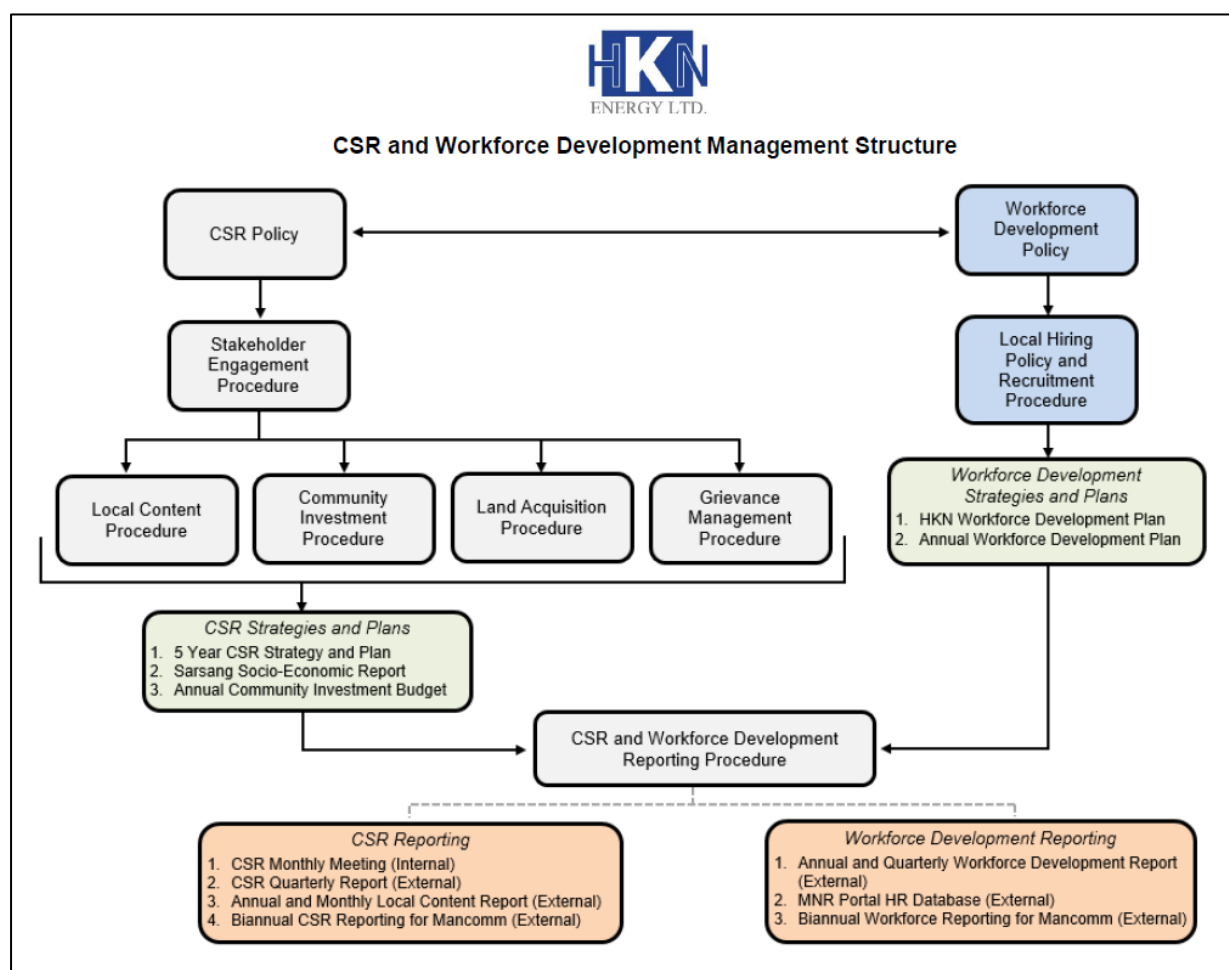 HKN
ENERGY LTD.
CSR and Workforce Development Management Structure
CSR Policy
Workforce
Development
Policy
Stakeholder
Engagement
Procedure
Local Hiring
Policy and
Recruitment
Procedure
Local Content
Procedure
Community
Investment
Procedure
Land Acquisition
Procedure
Grievance
Management
Procedure
Workforce Development
Strategies and Plans
1. HKN Workforce Development Plan
2. Annual Workforce Development Plan
CSR Strategies and Plans
1. 5 Year CSR Strategy and Plan
2. Sarsang Socio-Economic Report
3. Annual Community Investment Budget
CSR and Workforce Development
Reporting Procedure
CSR Reporting
1. CSR Monthly Meeting (Internal)
2. CSR Quarterly Report (External)
3. Annual and Monthly Local Content Report (External)
4. Biannual CSR Reporting for Mancomm (External)
Workforce Development Reporting
1. Annual and Quarterly Workforce Development Report
(External)
2. MNR Portal HR Database (External)
3. Biannual Workforce Reporting for Mancomm (External)